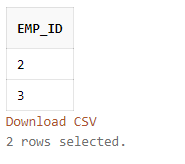 EMP_ID
2
3
Download CSV
2 rows selected.